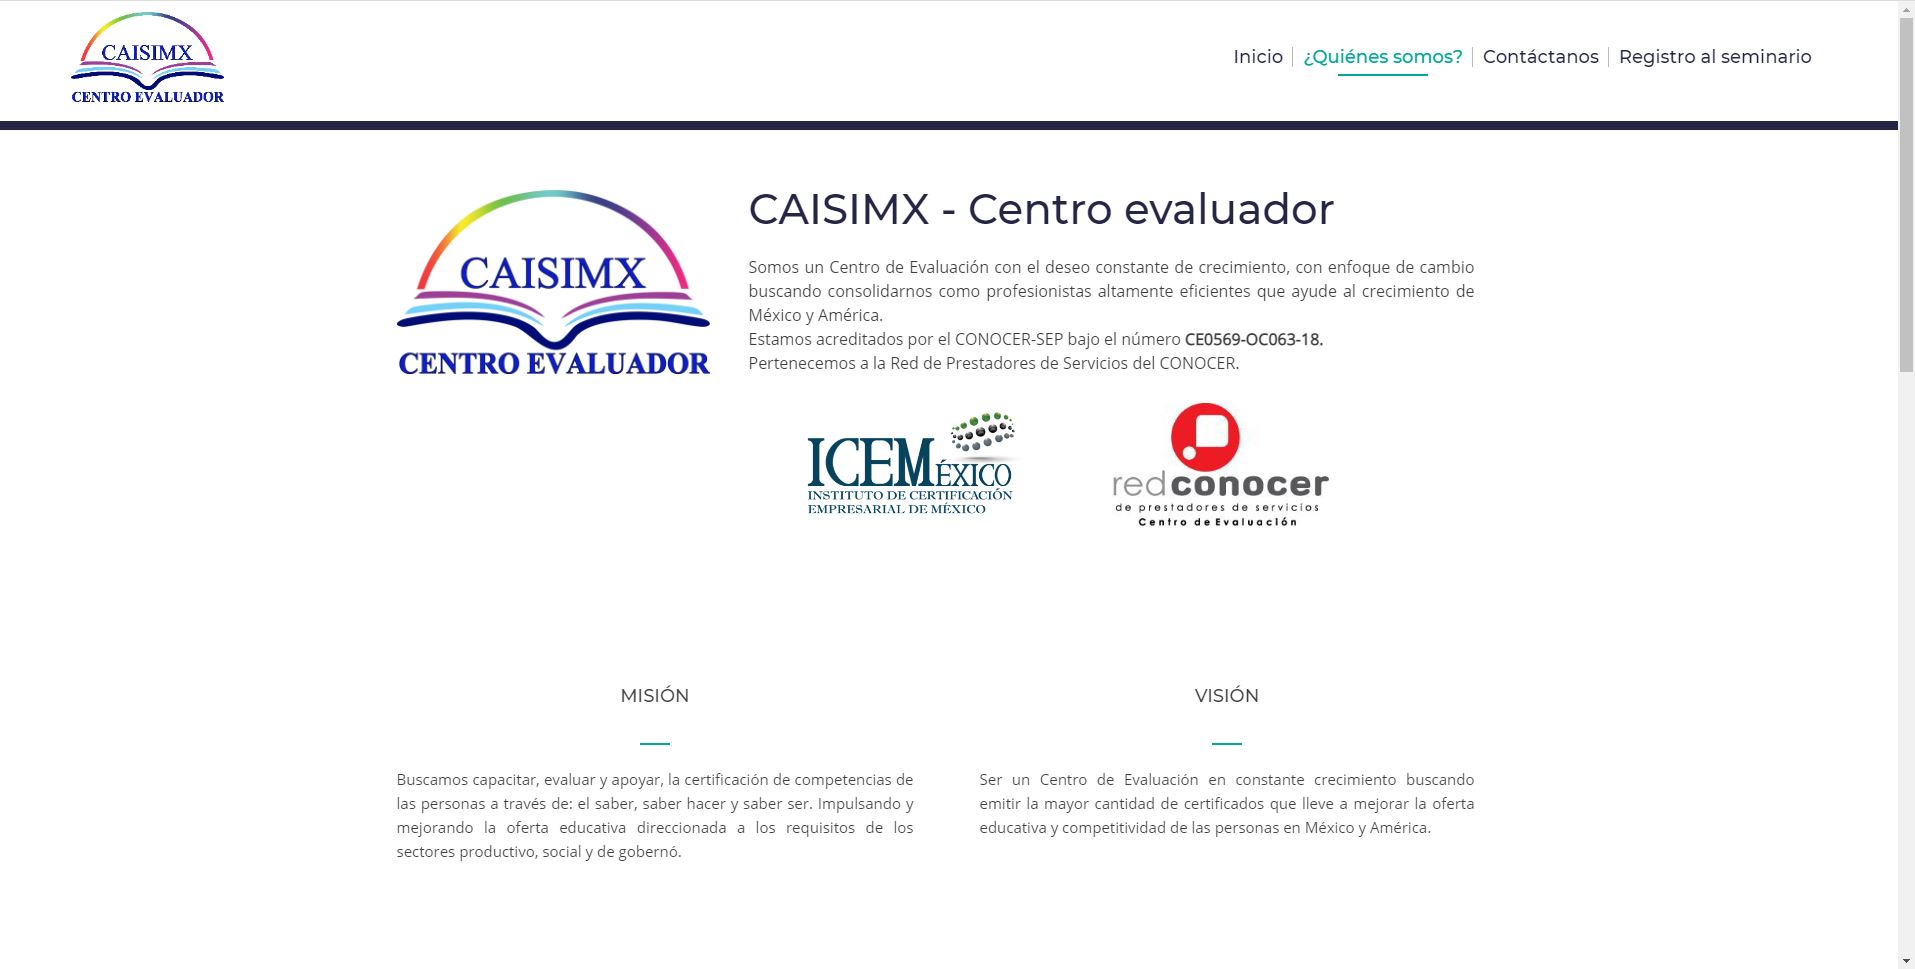 CAISIMX
CENTRO EVALUADOR
Inicio
¿Quiénes somos?
Contáctanos
Registro al seminario
CAISIMX
CENTRO EVALUADOR
CAISIMX - Centro evaluador
Somos un Centro de Evaluación con el deseo constante de crecimiento, con enfoque de cambio
buscando consolidarnos como profesionistas altamente eficientes que ayude al crecimiento de
México y América.
Estamos acreditados por el CONOCER-SEP bajo el número CE0569-OC063-18.
Pertenecemos a la Red de Prestadores de Servicios del CONOCER.
ICEMÉXICO
INSTITUTO DE CERTIFICACIÓN
EMPRESARIAL DE MÉXICO
redconocer
de prestadores de servicios
Centro de Evaluación
MISIÓN
Buscamos capacitar, evaluar y apoyar, la certificación de competencias de
las personas a través de: el saber, saber hacer y saber ser. Impulsando y
mejorando la oferta educativa direccionada a los requisitos de los
sectores productivo, social y de gobernó.
VISIÓN
Ser un Centro de Evaluación en constante crecimiento buscando
emitir la mayor cantidad de certificados que lleve a mejorar la oferta
educativa y competitividad de las personas en México y América.